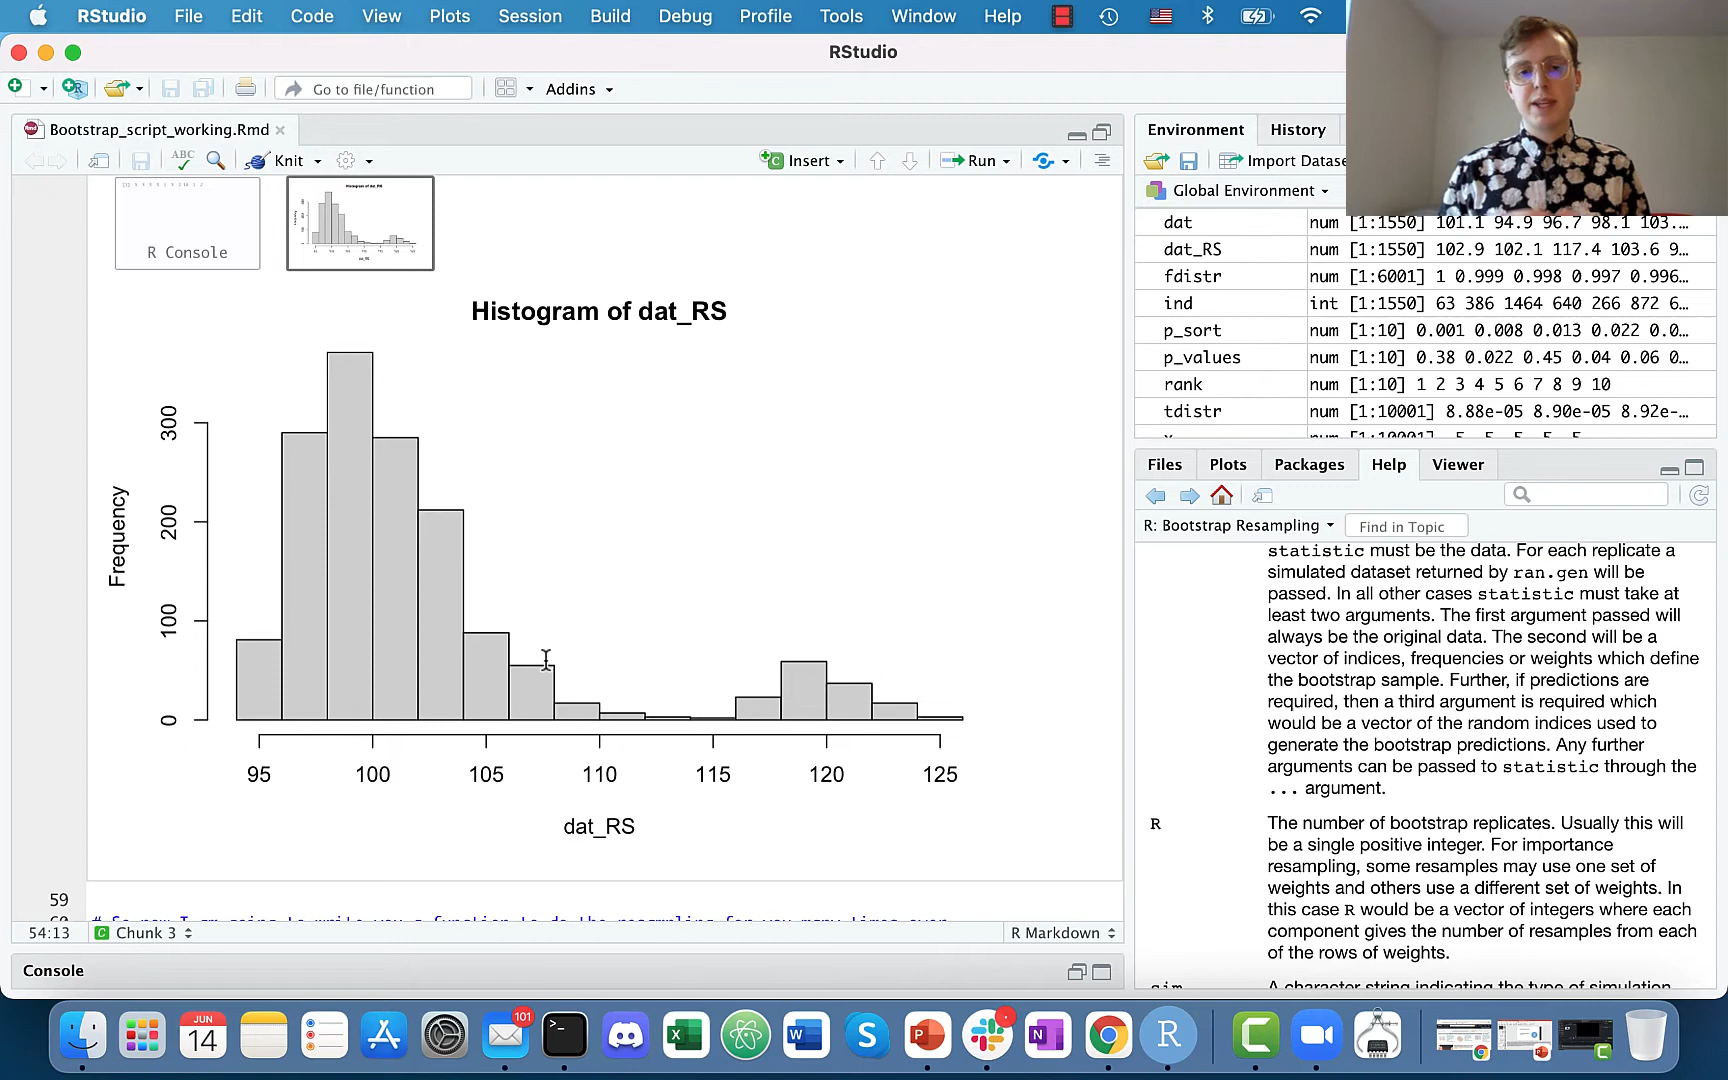 RStudio File Edit Code View Plots Session Build Debug Profile Tools Window Help
RStudio
Go to file/function Addins
Bootstrap_script_working.Rmd
ABC Knit Insert Run
R Console
Histogram of dat_RS
Frequency
0 100 200 300
95 100 105 110 115 120 125
dat_RS
59
54:13 Chunk 3 R Markdown
Console
Environment History
Import Datase
Global Environment
dat num [1:1550] 101.1 94.9 96.7 98.1 103.…
dat_RS num [1:1550] 102.9 102.1 117.4 103.6 9…
fdistr num [1:6001] 1 0.999 0.998 0.997 0.996…
ind int [1:1550] 63 386 1464 640 266 872 6…
p_sort num [1:10] 0.001 0.008 0.013 0.022 0.0…
p_values num [1:10] 0.38 0.022 0.45 0.04 0.06 0…
rank num [1:10] 1 2 3 4 5 6 7 8 9 10
tdistr num [1:10001] 8.88e-05 8.90e-05 8.92e-…
Files Plots Packages Help Viewer
R: Bootstrap Resampling Find in Topic
statistic must be the data. For each replicate a
simulated dataset returned by ran.gen will be
passed. In all other cases statistic must take at
least two arguments. The first argument passed will
always be the original data. The second will be a
vector of indices, frequencies or weights which define
the bootstrap sample. Further, if predictions are
required, then a third argument is required which
would be a vector of the random indices used to
generate the bootstrap predictions. Any further
arguments can be passed to statistic through the
... argument.
R The number of bootstrap replicates. Usually this will
be a single positive integer. For importance
resampling, some resamples may use one set of
weights and others use a different set of weights. In
this case R would be a vector of integers where each
component gives the number of resamples from each
of the rows of weights.
sim A character string indicating the type of simulation
JUN
14
101